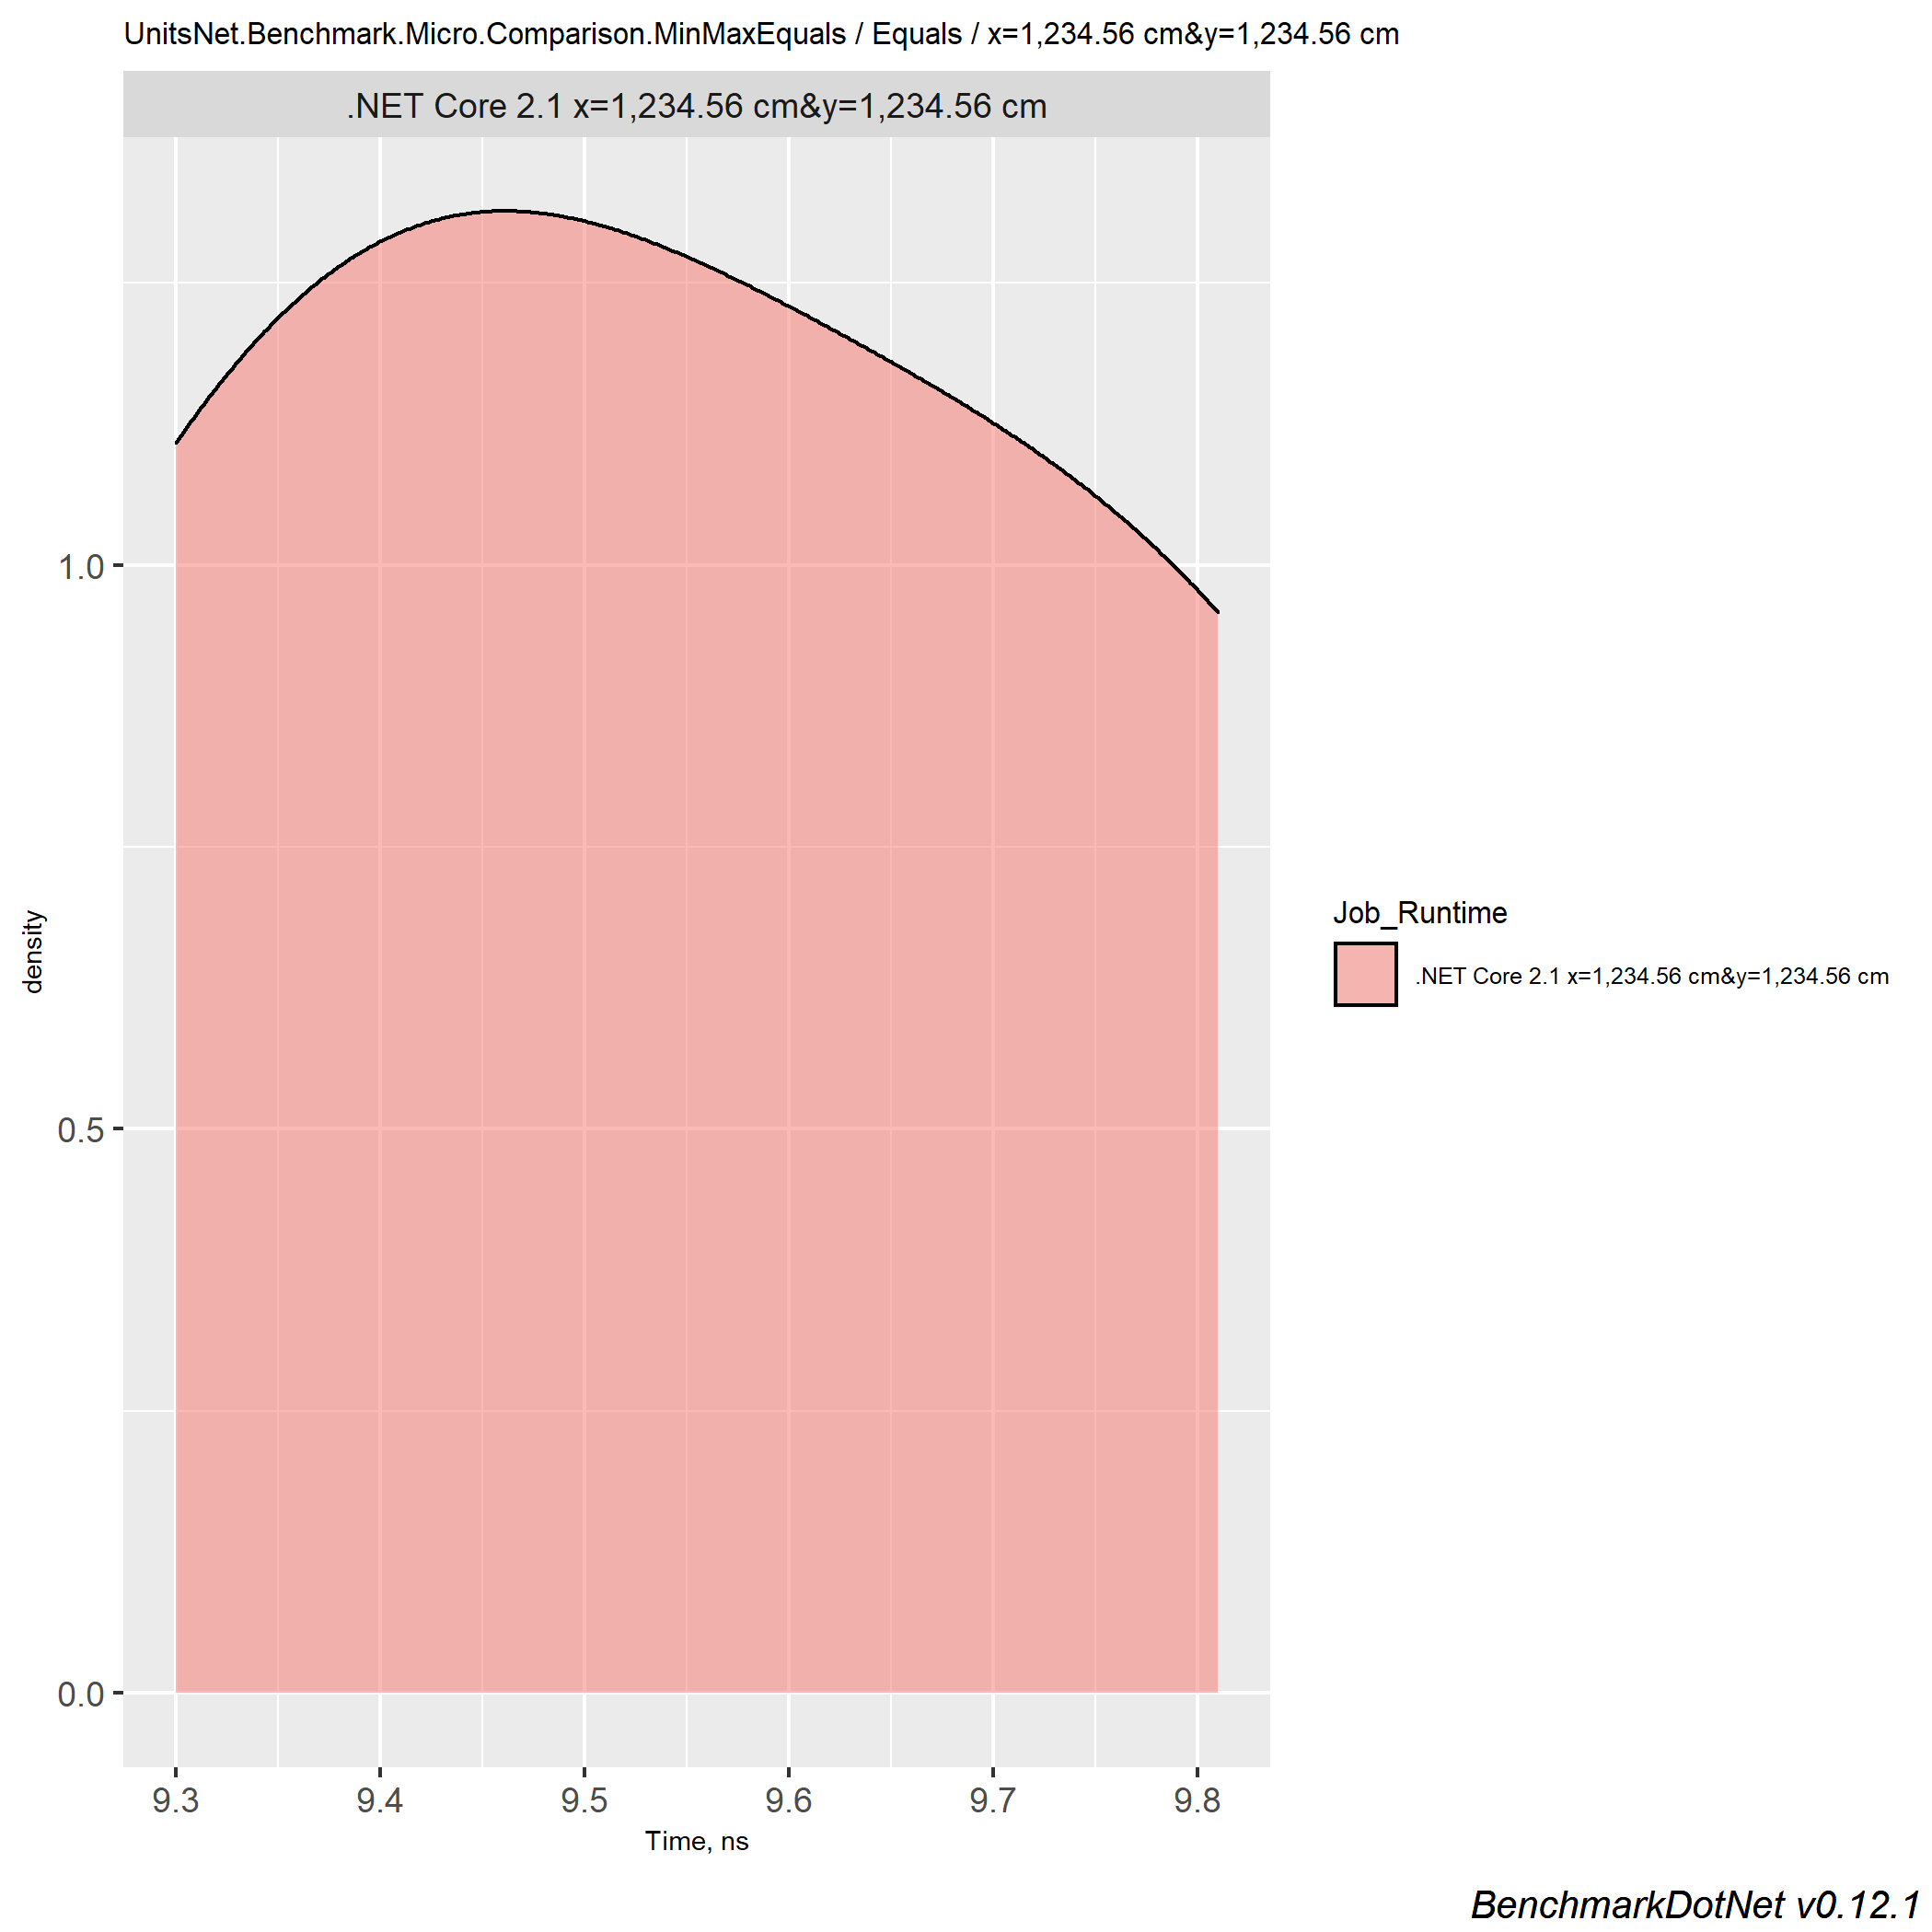 UnitsNet.Benchmark.Micro.Comparison.MinMaxEquals / Equals / x=1,234.56 cm&y=1,234.56 cm
.NET Core 2.1 x=1,234.56 cm&y=1,234.56 cm
1.0
0.5
0.0
density
9.3 9.4 9.5 9.6 9.7 9.8
Time, ns
Job_Runtime
.NET Core 2.1 x=1,234.56 cm&y=1,234.56 cm
BenchmarkDotNet v0.12.1